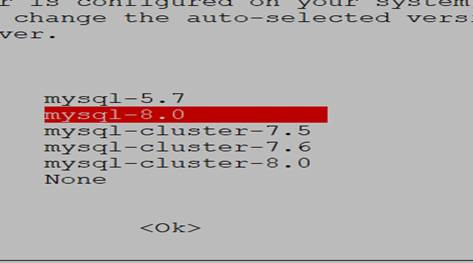 r is configured on your system
change the auto-selected versi
ver.
mysql-5.7
mysql-8.0
mysql-cluster-7.5
mysql-cluster-7.6
mysql-cluster-8.0
None
<Ok>